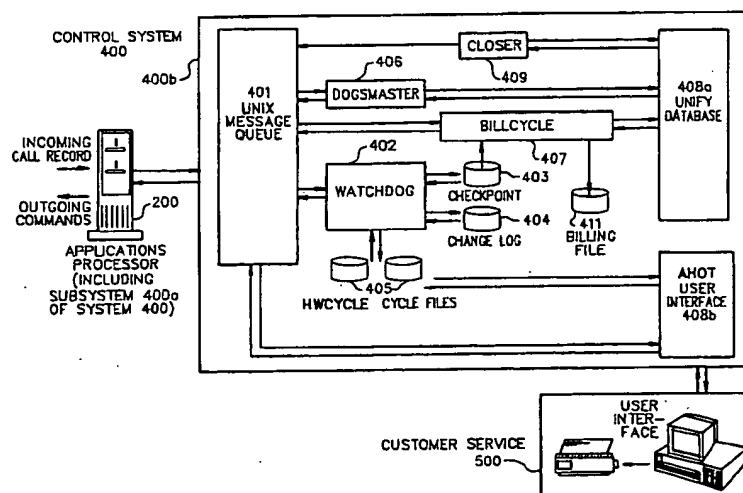 CONTROL SYSTEM
400
400b
401
UNIX
MESSAGE
QUEUE
CLOSER
409
406
DOGSMASTER
408a
UNIFY
DATABASE
BILLCYCLE
407
402
WATCHDOG
403
CHECKPOINT
404
CHANGE LOG
411
BILLING
FILE
405
HWCYCLE CYCLE FILES
AHOT
USER
INTERFACE
408b
INCOMING
CALL RECORD
OUTGOING
COMMANDS
200
APPLICATIONS
PROCESSOR
(INCLUDING
SUBSYSTEM 400a
OF SYSTEM 400)
CUSTOMER SERVICE
500
USER
INTER-
FACE